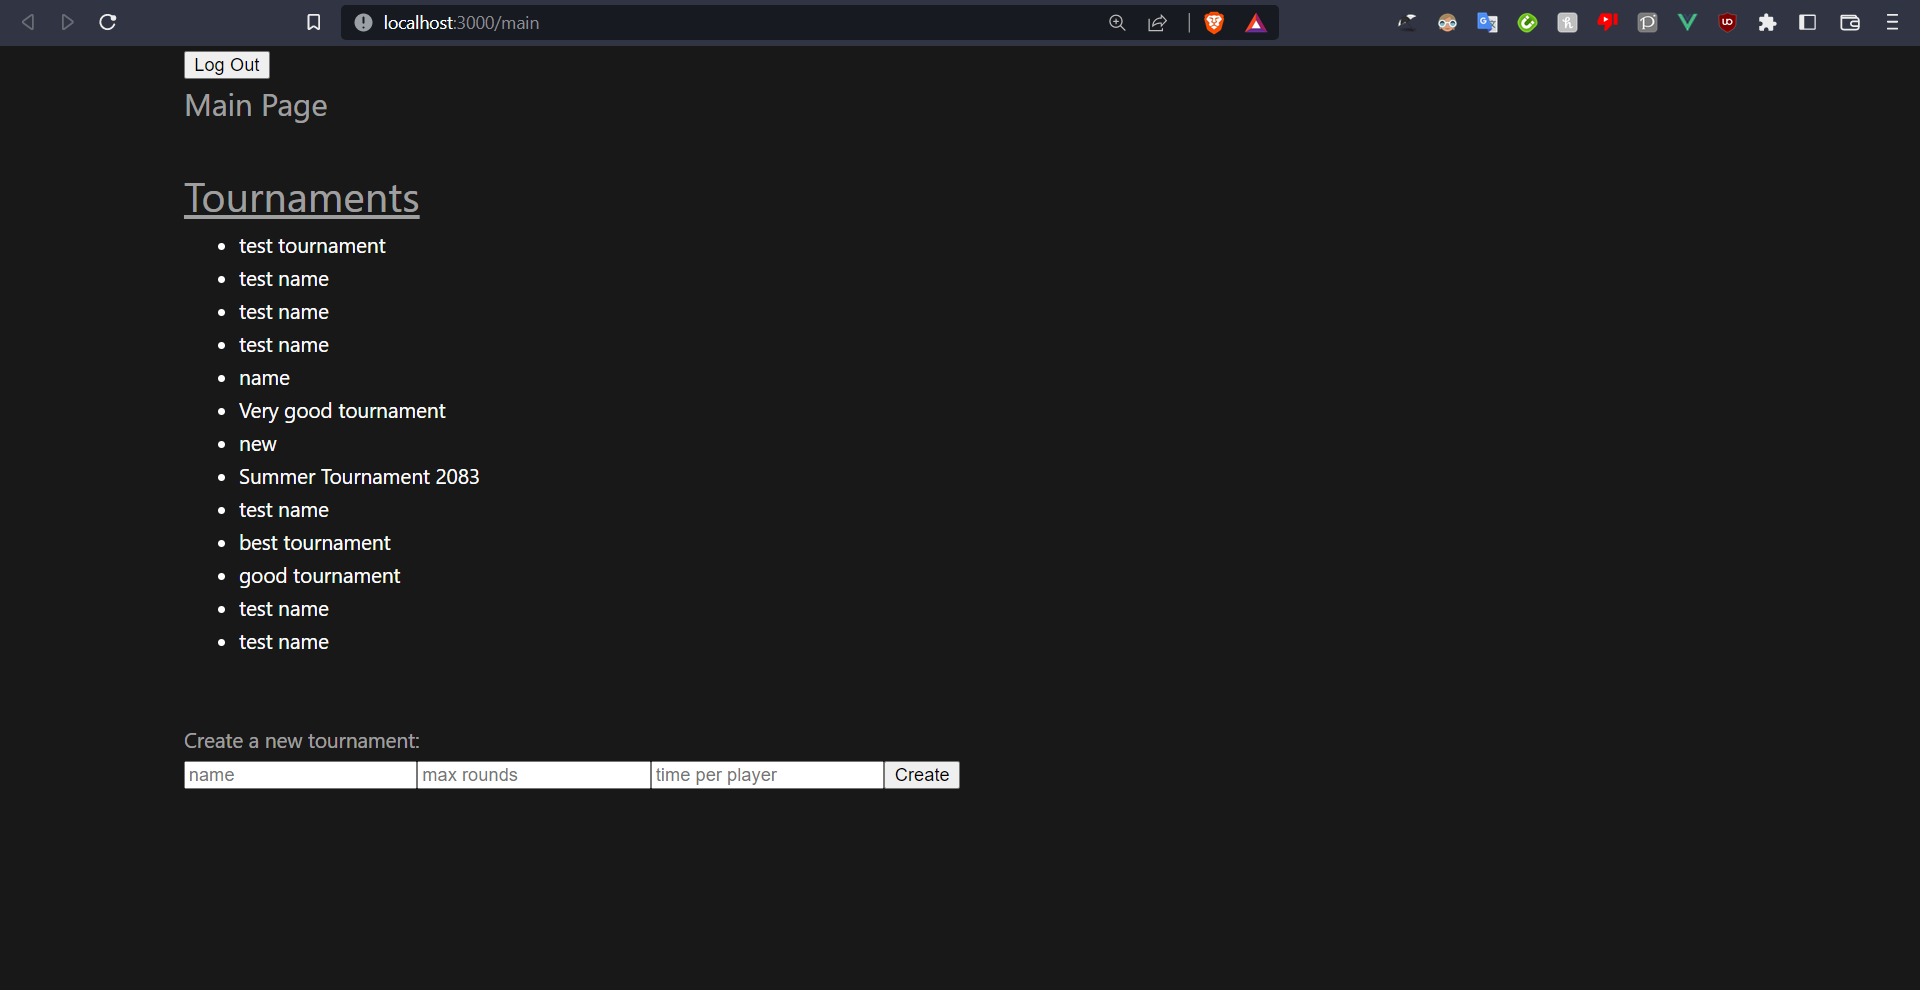 localhost:3000/main
Log Out
Main Page
Tournaments
test tournament
test name
test name
test name
name
Very good tournament
new
Summer Tournament 2083
test name
best tournament
good tournament
test name
test name
Create a new tournament:
name max rounds time per player Create